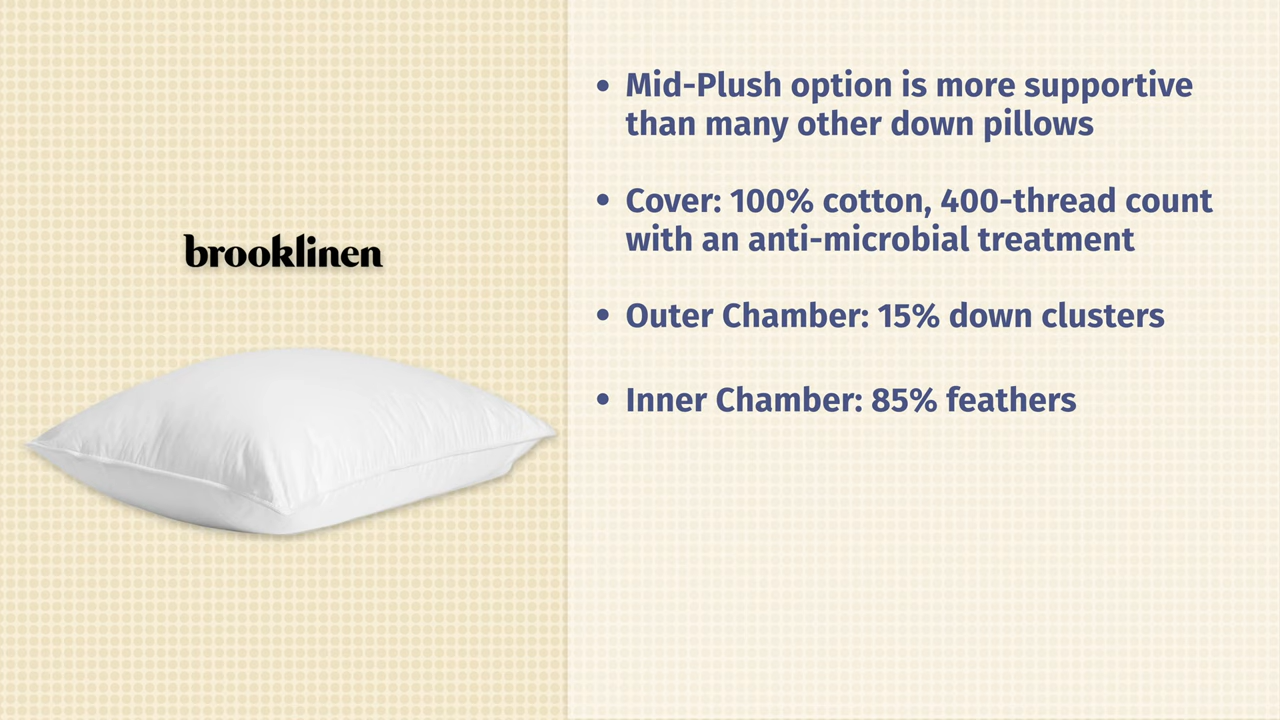 brooklinen
• Mid-Plush option is more supportive
than many other down pillows
• Cover: 100% cotton, 400-thread count
with an anti-microbial treatment
• Outer Chamber: 15% down clusters
• Inner Chamber: 85% feathers